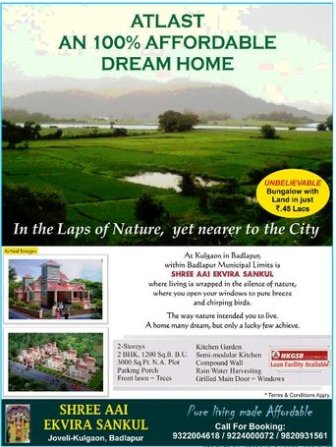 ATLAST
AN 100% AFFORDABLE
DREAM HOME
UNBELIEVABLE
Bungalow with
Land in just
₹.45 Lacs
In the Laps of Nature, yet nearer to the City
Actual Images
At Kulgaon in Badlapur,
within Badlapur Municipal Limits is
SHREE AAI EKVIRA SANKUL
where living is wrapped in the silence of nature,
where you open your windows to pure breeze
and chirping birds.
The way nature intended you to live.
A home many dream, but only a lucky few achieve.
2-Storeys
2 BHK, 1200 Sq.ft. B.U.
3000 Sq.Ft. N.A. Plot
Parking Porch
Front lawn – Trees
Kitchen Garden
Semi-modular Kitchen
Compound Wall
Rain Water Harvesting
Grilled Main Door – Windows
HKGSB
Loan Facility Available
* Terms & Conditions Apply.
SHREE AAI
EKVIRA SANKUL
Joveli-Kulgaon, Badlapur
Pure living made Affordable
Call For Booking:
9322004618 / 9224000072 / 9820931561